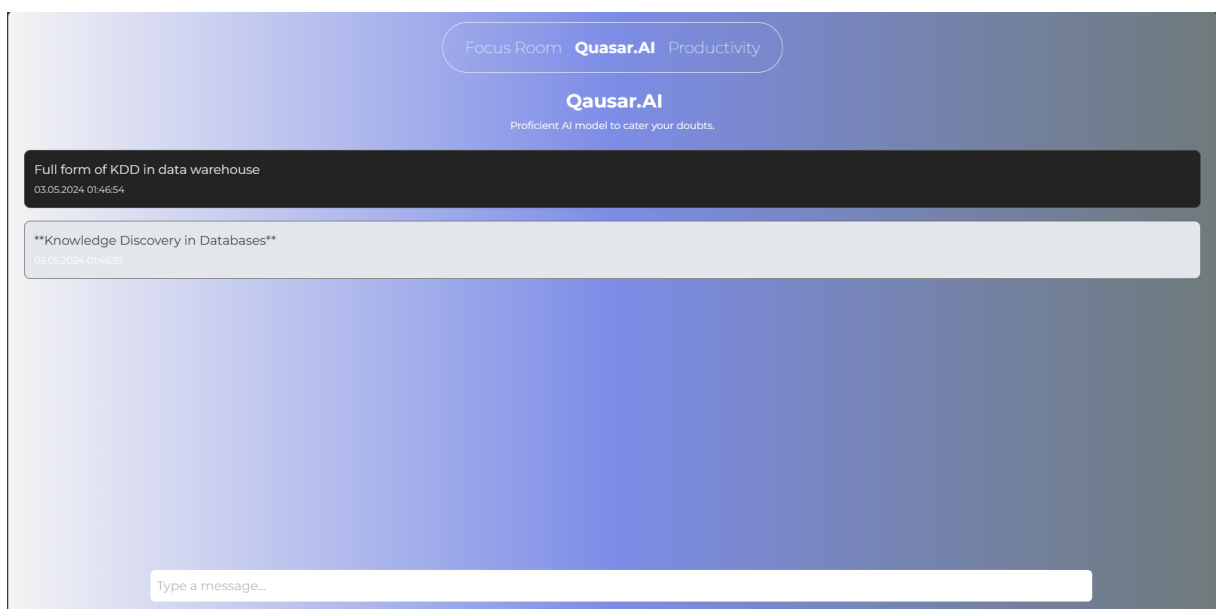 Focus Room Quasar.AI Productivity
Qausar.AI
Proficient AI model to cater your doubts.
Full form of KDD in data warehouse
03.05.2024 01:46:54
**Knowledge Discovery in Databases**
03.05.2024 01:46:57
Type a message...